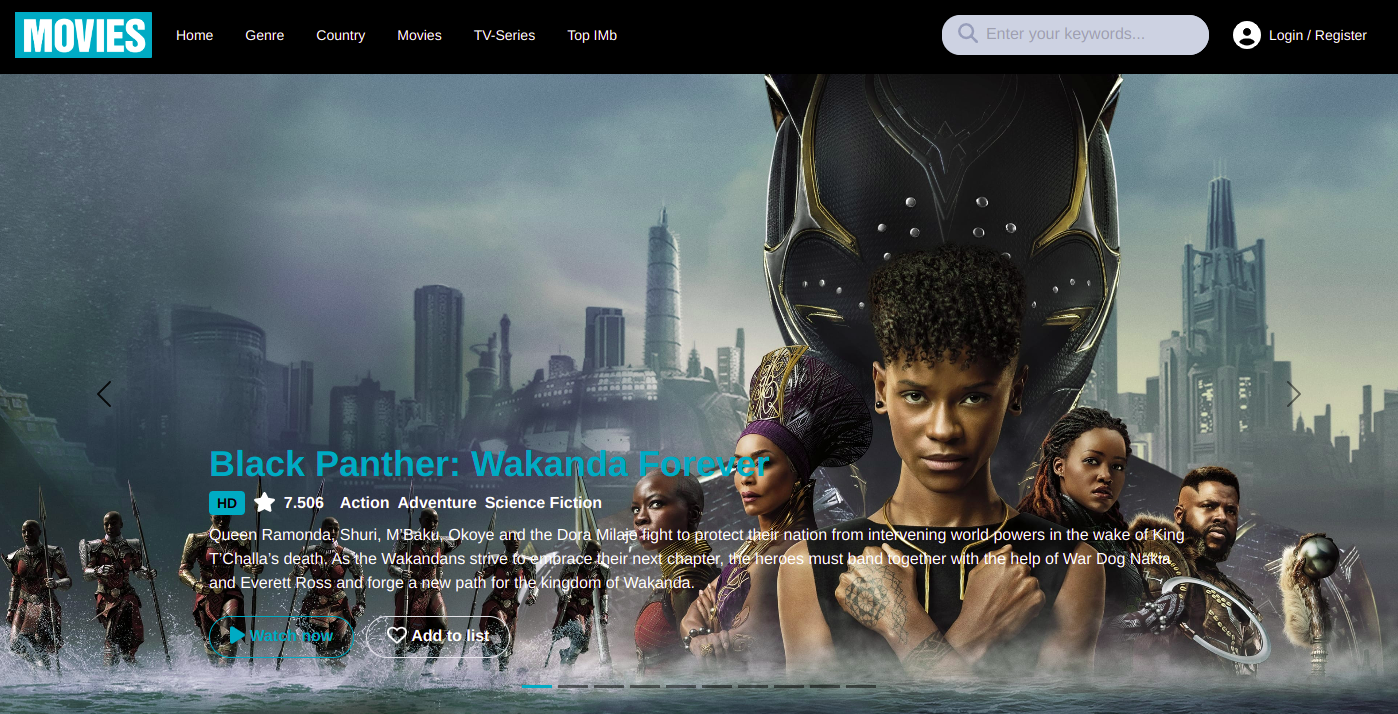 MOVIES
Home Genre Country Movies TV-Series Top IMb
Enter your keywords...
Login / Register
Black Panther: Wakanda Forever
HD 7.506 Action Adventure Science Fiction
Queen Ramonda, Shuri, M’Baku, Okoye and the Dora Milaje fight to protect their nation from intervening world powers in the wake of King
T’Challa’s death. As the Wakandans strive to embrace their next chapter, the heroes must band together with the help of War Dog Nakia
and Everett Ross and forge a new path for the kingdom of Wakanda.
Watch now Add to list